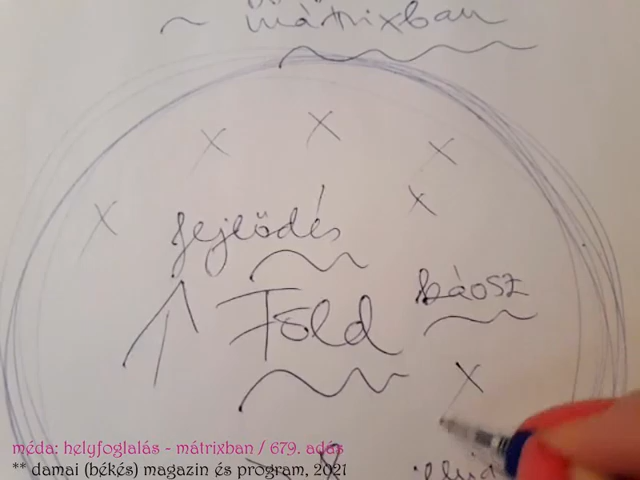 ~ mátrixban
x x x x x
fejlődés
Föld
káosz
x
méda: helyfoglalás - mátrixban / 679. adás
** damai (békés) magazin és program, 2021